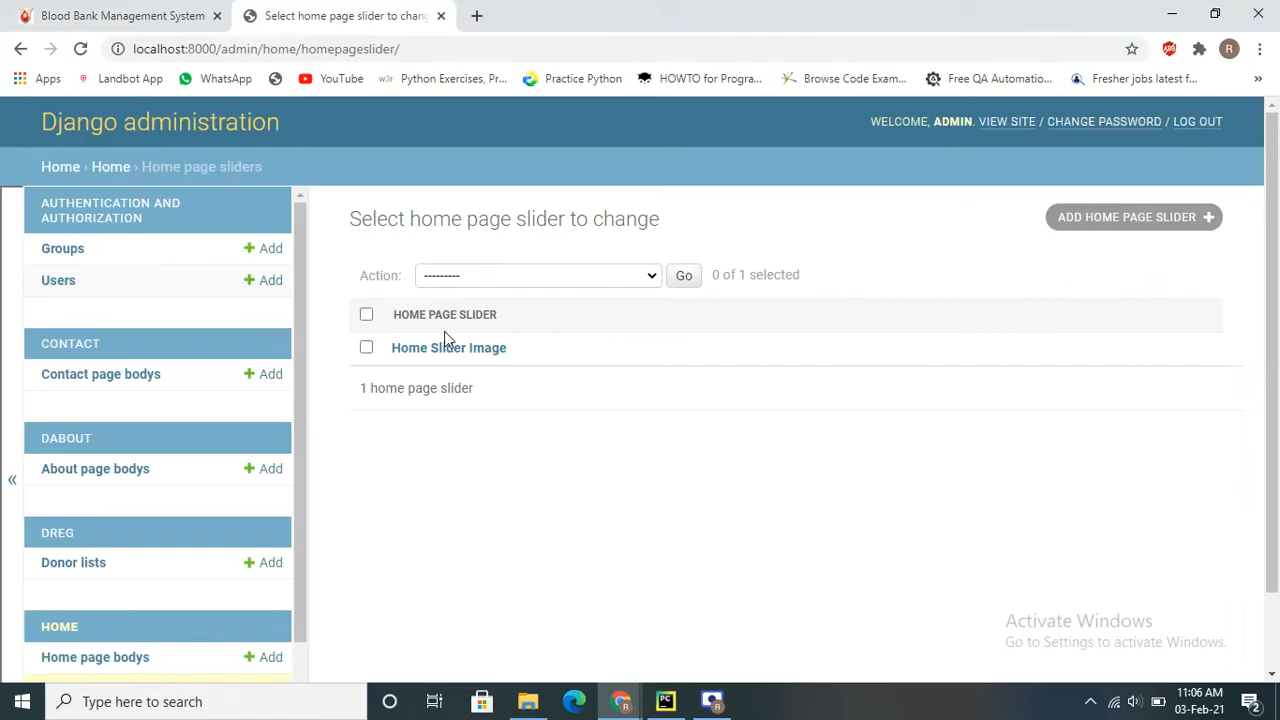 Blood Bank Management System
Select home page slider to chang
localhost:8000/admin/home/homepageslider/
R
Apps
Landbot App
WhatsApp
YouTube
Python Exercises, Pr...
Practice Python
HOWTO for Progra...
Browse Code Exam...
Free QA Automatio...
Fresher jobs latest f...
»
Django administration
WELCOME, ADMIN. VIEW SITE / CHANGE PASSWORD / LOG OUT
Home › Home › Home page sliders
AUTHENTICATION AND
AUTHORIZATION
Groups
Add
Users
Add
CONTACT
Contact page bodys
Add
DABOUT
About page bodys
Add
DREG
Donor lists
Add
HOME
Home page bodys
Add
«
Select home page slider to change
ADD HOME PAGE SLIDER +
Action:
---------
Go
0 of 1 selected
HOME PAGE SLIDER
Home Slider Image
1 home page slider
Activate Windows
Go to Settings to activate Windows.
Type here to search
PC
11:06 AM
03-Feb-21
2